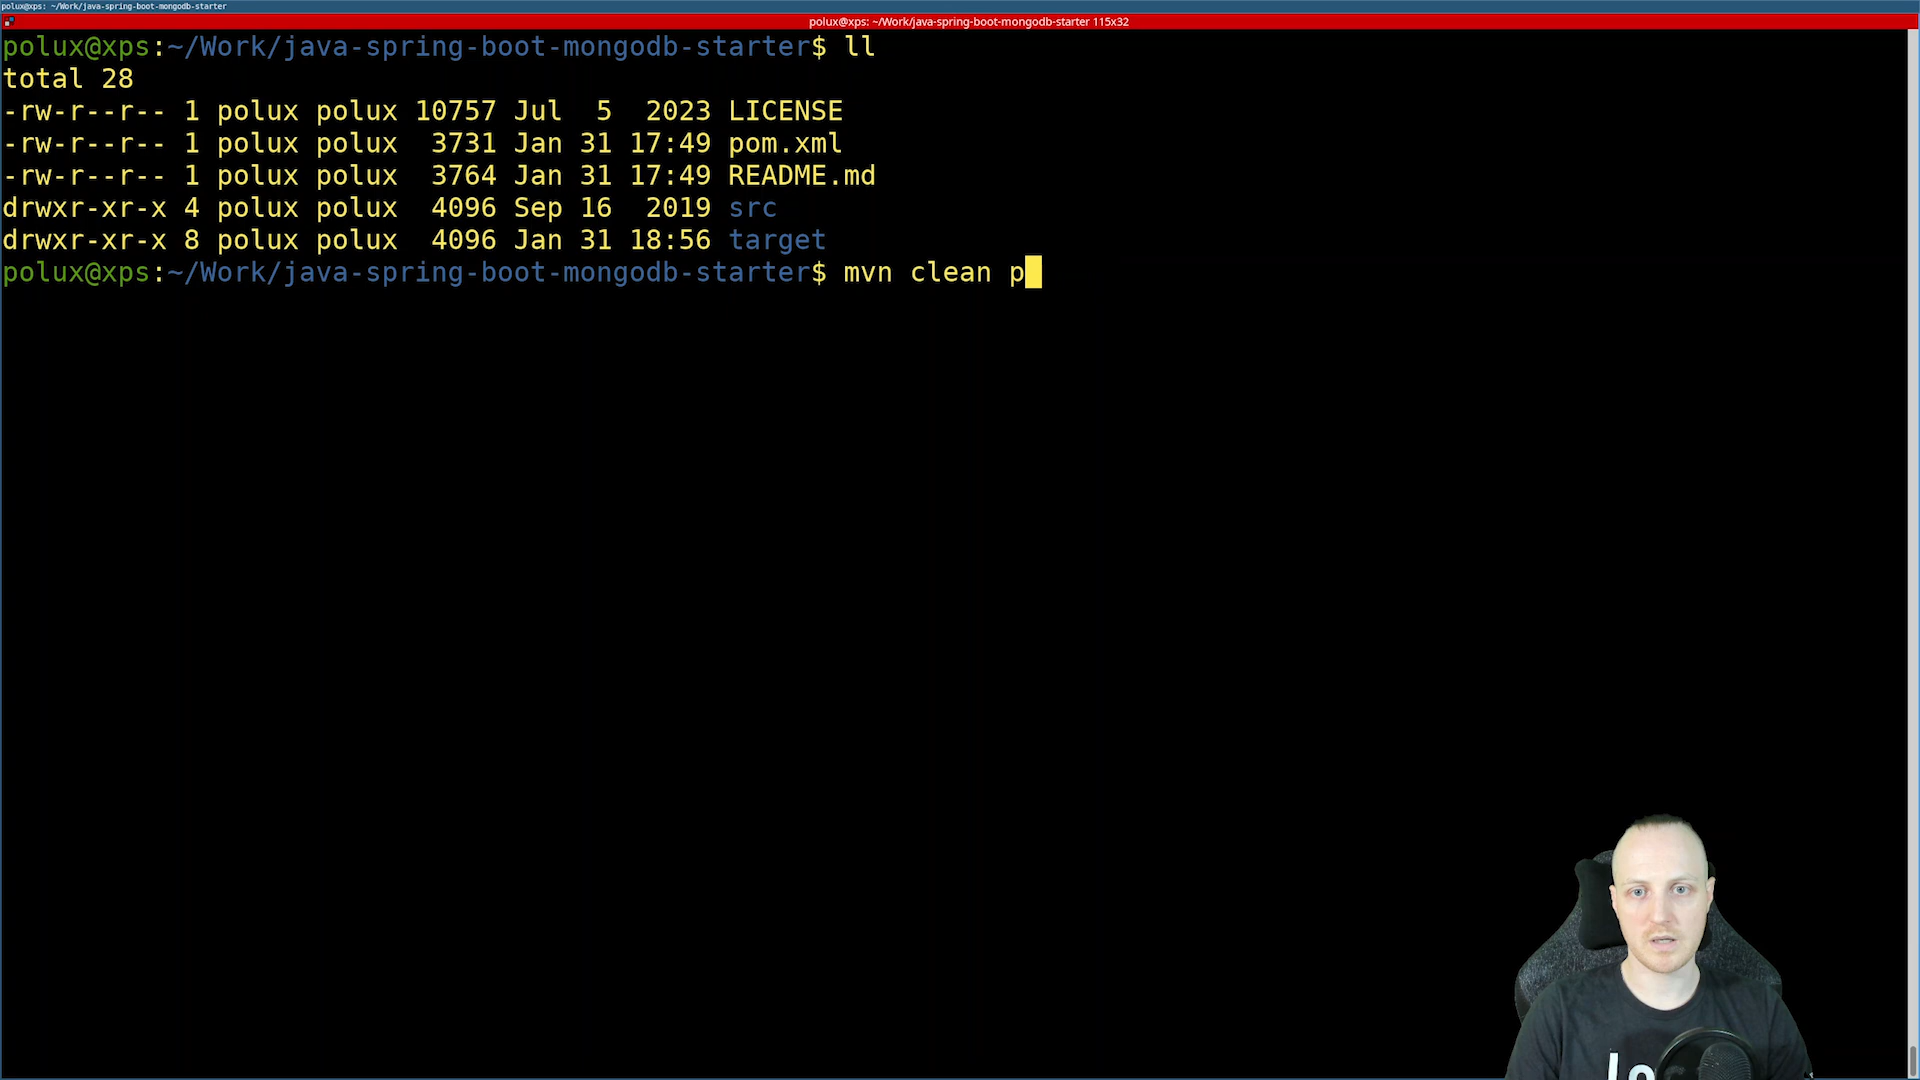 polux@xps: ~/Work/java-spring-boot-mongodb-starter
polux@xps: ~/Work/java-spring-boot-mongodb-starter 115x32
polux@xps:~/Work/java-spring-boot-mongodb-starter$ ll
total 28
-rw-r--r-- 1 polux polux 10757 Jul  5  2023 LICENSE
-rw-r--r-- 1 polux polux  3731 Jan 31 17:49 pom.xml
-rw-r--r-- 1 polux polux  3764 Jan 31 17:49 README.md
drwxr-xr-x 4 polux polux  4096 Sep 16  2019 src
drwxr-xr-x 8 polux polux  4096 Jan 31 18:56 target
polux@xps:~/Work/java-spring-boot-mongodb-starter$ mvn clean p